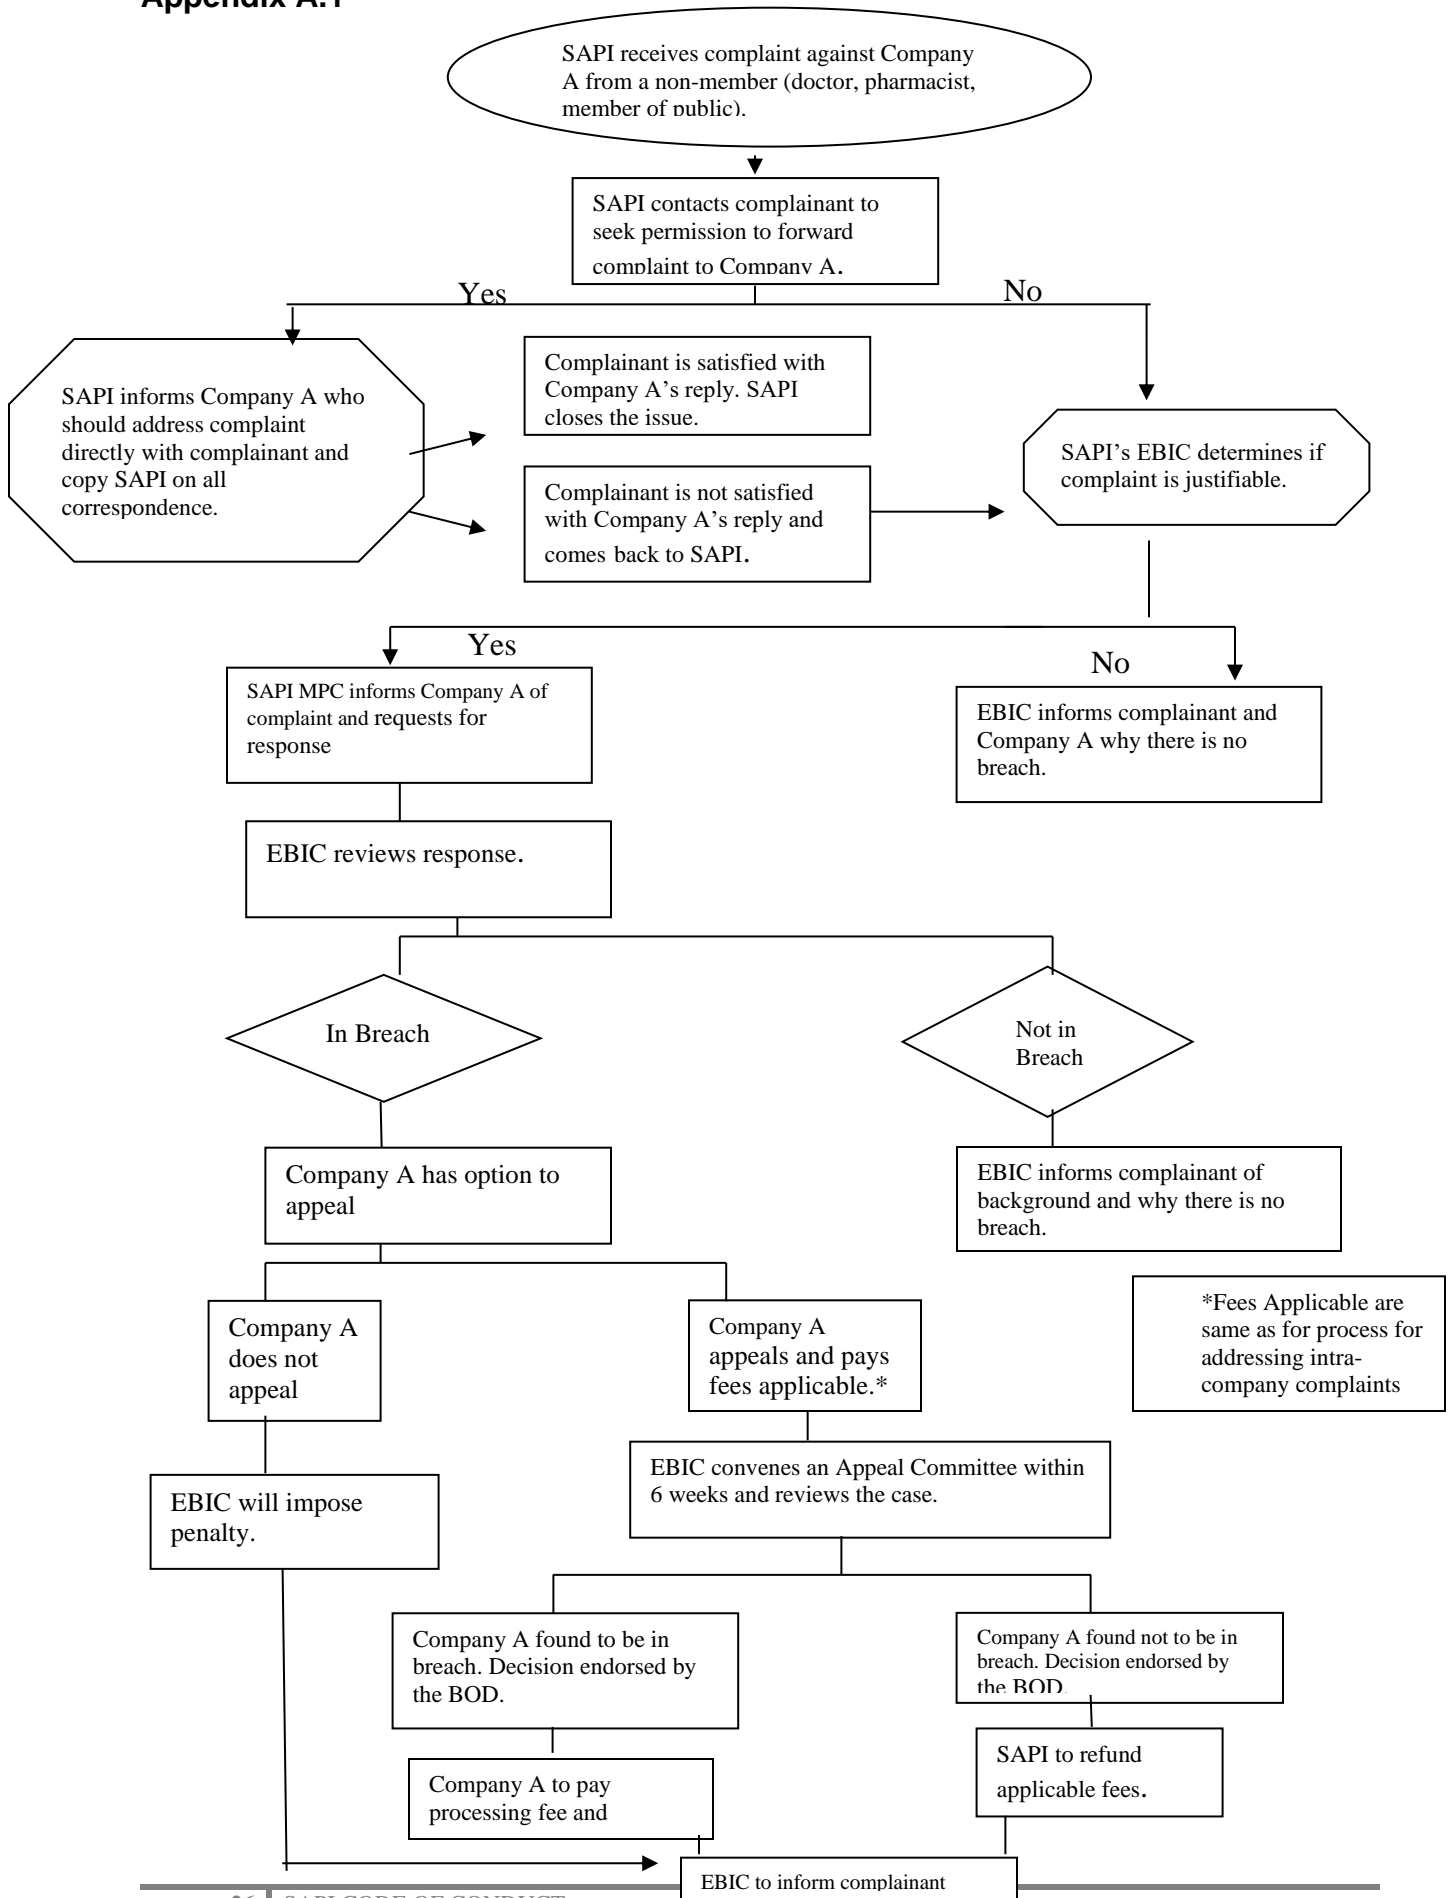 Appendix A.1
SAPI receives complaint against Company
A from a non-member (doctor, pharmacist,
member of public).
SAPI contacts complainant to
seek permission to forward
complaint to Company A.
Yes
No
SAPI informs Company A who
should address complaint
directly with complainant and
copy SAPI on all
correspondence.
Complainant is satisfied with
Company A’s reply. SAPI
closes the issue.
Complainant is not satisfied
with Company A’s reply and
comes back to SAPI.
SAPI’s EBIC determines if
complaint is justifiable.
Yes
No
SAPI MPC informs Company A of
complaint and requests for
response
EBIC informs complainant and
Company A why there is no
breach.
EBIC reviews response.
In Breach
Not in
Breach
Company A has option to
appeal
EBIC informs complainant of
background and why there is no
breach.
Company A
does not
appeal
Company A
appeals and pays
fees applicable.*
*Fees Applicable are
same as for process for
addressing intra-
company complaints
EBIC will impose
penalty.
EBIC convenes an Appeal Committee within
6 weeks and reviews the case.
Company A found to be in
breach. Decision endorsed by
the BOD.
Company A found not to be in
breach. Decision endorsed by
the BOD.
Company A to pay
processing fee and
SAPI to refund
applicable fees.
EBIC to inform complainant
SAPI CODE OF CONDUCT